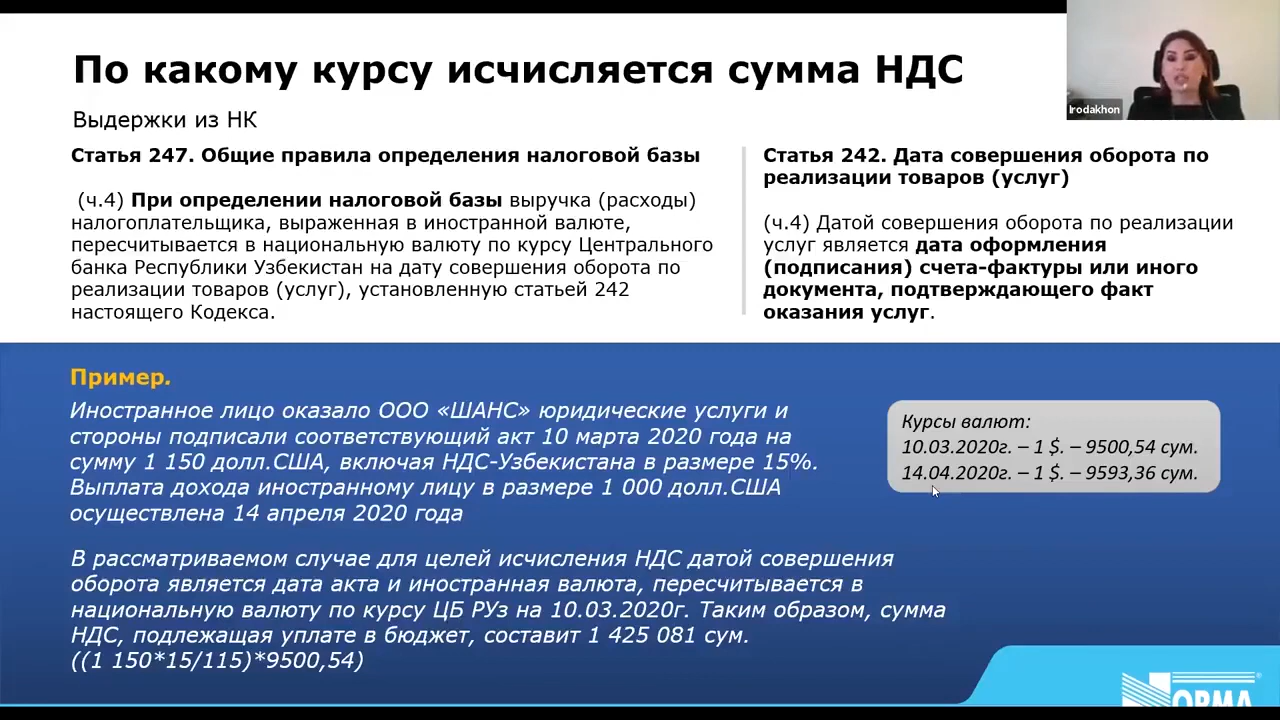 По какому курсу исчисляется сумма НДС
Irodakhon
Выдержки из НК
Статья 247. Общие правила определения налоговой базы
(ч.4) При определении налоговой базы выручка (расходы)
налогоплательщика, выраженная в иностранной валюте,
пересчитывается в национальную валюту по курсу Центрального
банка Республики Узбекистан на дату совершения оборота по
реализации товаров (услуг), установленную статьей 242
настоящего Кодекса.
Статья 242. Дата совершения оборота по
реализации товаров (услуг)
(ч.4) Датой совершения оборота по реализации
услуг является дата оформления
(подписания) счета-фактуры или иного
документа, подтверждающего факт
оказания услуг.
Пример.
Иностранное лицо оказало ООО «ШАНС» юридические услуги и
стороны подписали соответствующий акт 10 марта 2020 года на
сумму 1 150 долл.США, включая НДС-Узбекистана в размере 15%.
Выплата дохода иностранному лицу в размере 1 000 долл.США
осуществлена 14 апреля 2020 года
Курсы валют:
10.03.2020г. – 1 $. – 9500,54 сум.
14.04.2020г. – 1 $. – 9593,36 сум.
В рассматриваемом случае для целей исчисления НДС датой совершения
оборота является дата акта и иностранная валюта, пересчитывается в
национальную валюту по курсу ЦБ РУз на 10.03.2020г. Таким образом, сумма
НДС, подлежащая уплате в бюджет, составит 1 425 081 сум.
((1 150*15/115)*9500,54)
НОРМА